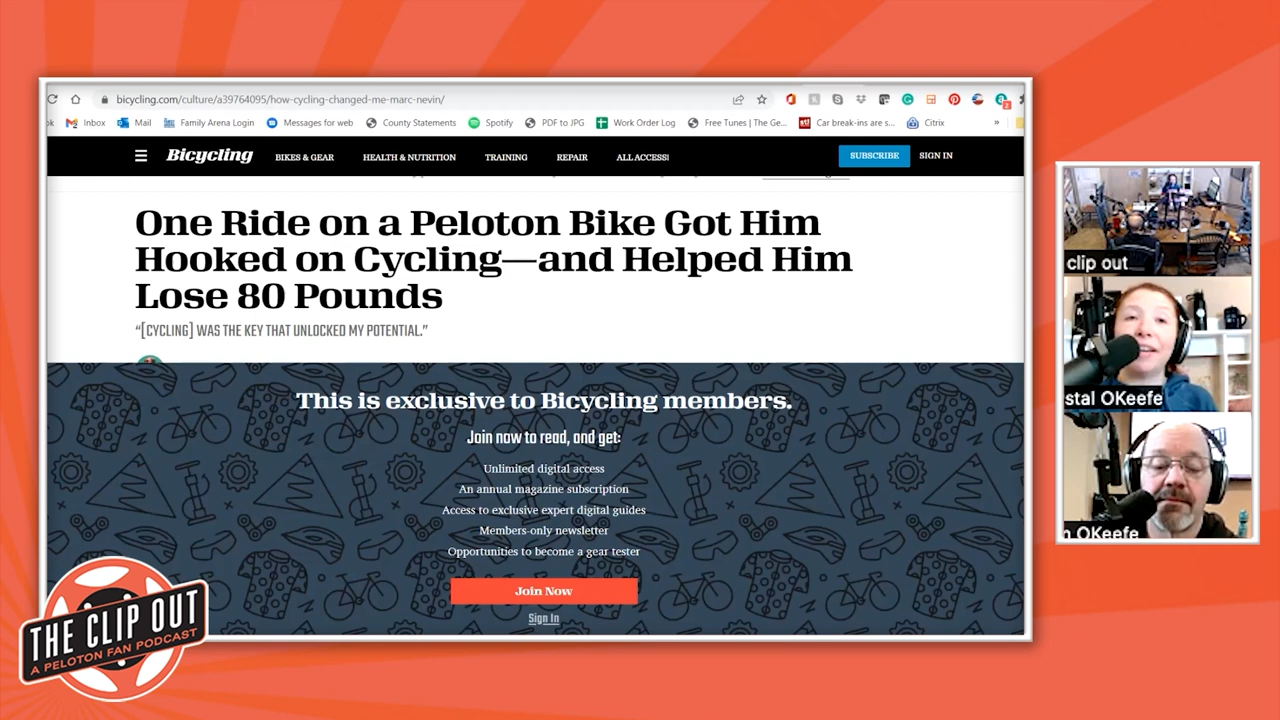 bicycling.com/culture/a39764095/how-cycling-changed-me-marc-nevin/
Inbox Mail Family Arena Login Messages for web County Statements Spotify PDF to JPG Work Order Log Free Tunes | The Ge... Car break-ins are s... Citrix »
Bicycling BIKES & GEAR HEALTH & NUTRITION TRAINING REPAIR ALL ACCESS! SUBSCRIBE SIGN IN
One Ride on a Peloton Bike Got Him
Hooked on Cycling—and Helped Him
Lose 80 Pounds
“[CYCLING] WAS THE KEY THAT UNLOCKED MY POTENTIAL.”
This is exclusive to Bicycling members.
Join now to read, and get:
Unlimited digital access
An annual magazine subscription
Access to exclusive expert digital guides
Members-only newsletter
Opportunities to become a gear tester
Join Now
Sign In
clip out
stal OKeefe
OKeefe
THE CLIP OUT
A PELOTON FAN PODCAST